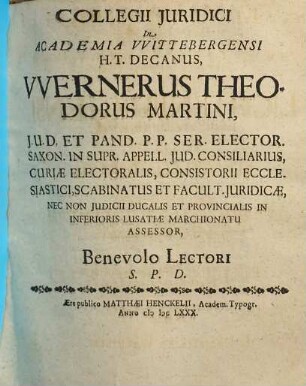 COLLEGII JURIDICI
In
ACADEMIA VVITTEBERGENSI
H.T. DECANUS,
VVERNERUS THEO-
DORUS MARTINI,
J.U.D. ET PAND. P.P. SER. ELECTOR.
SAXON. IN SUPR. APPELL. JUD. CONSILIARIUS,
CURIÆ ELECTORALIS, CONSISTORII ECCLE-
SIASTICI, SCABINATUS ET FACULT. JURIDICÆ,
NEC NON JUDICII DUCALIS ET PROVINCIALIS IN
INFERIORIS LUSATIÆ MARCHIONATU
ASSESSOR,
Benevolo LECTORI
S. P. D.
Ære publico MATTHÆI HENCKELII, Academ. Typogr.
ANNO cIↄ Iↄc LXXX.